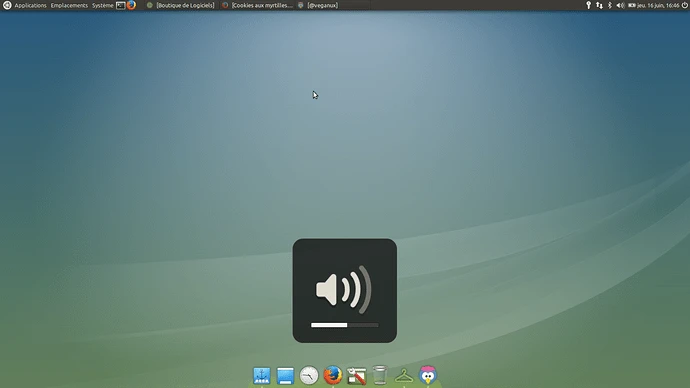 Applications Emplacements Système [Boutique de Logiciels] [Cookies aux myrtilles... [@veganux] jeu. 16 juin, 16:46